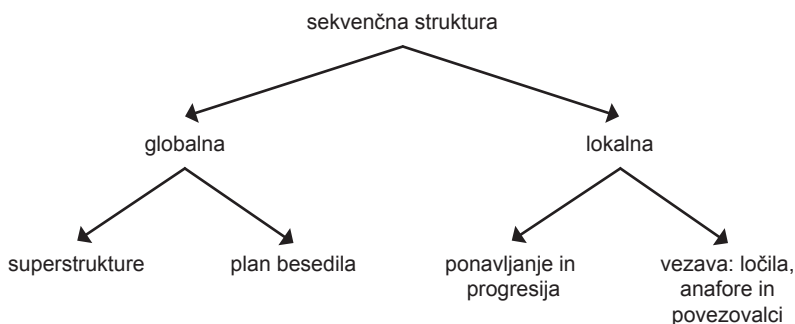 sekvenčna struktura
globalna
lokalna
superstrukture
plan besedila
ponavljanje in
progresija
vezava: ločila,
anafore in
povezovalci